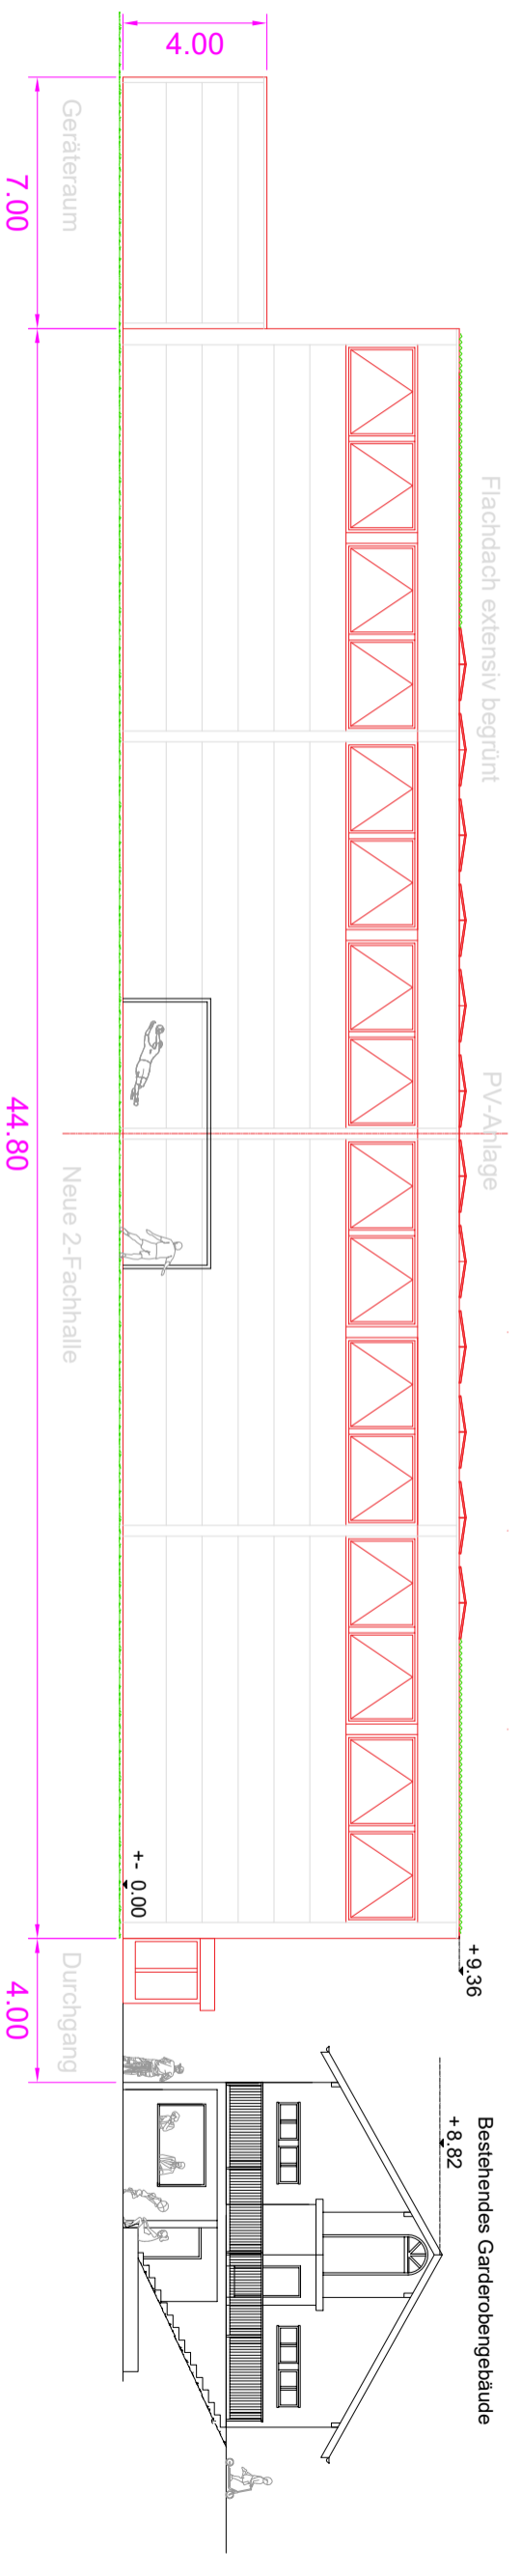 4.00
Geräteraum
7.00
Flachdach extensiv begrünt
PV-Anlage
Neue 2-Fachhalle
44.80
+- 0.00
+9.36
Durchgang
4.00
Bestehendes Garderobengebäude
+8.82